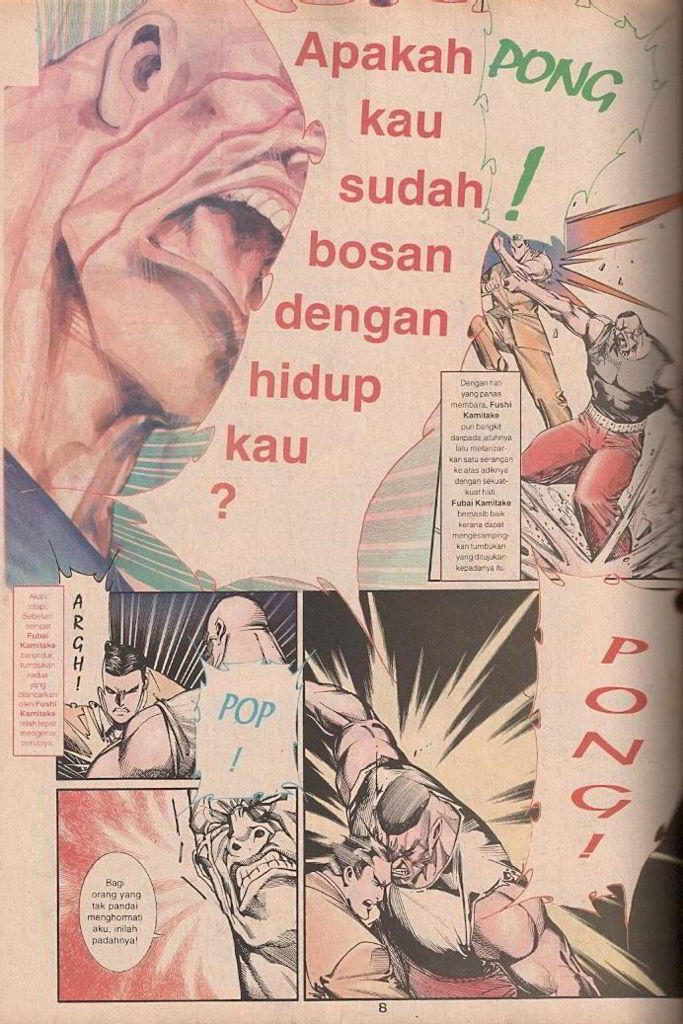 Apakah
kau
sudah
bosan
dengan
hidup
kau
?
PONG
!
Dengan hati
yang panas
membara, Fushi
Kamitake
pun bangkit
daripada jatuhnya
lalu melancar-
kan satu serangan
ke atas adiknya
dengan sekuat-
kuat hati.
Fubai Kamitake
bernasib baik
kerana dapat
mengesamping-
kan tumbukan
yang ditujukan
kepadanya itu
Akan
tetapi,
Sebelum
sempat
Fubai
Kamitake
berundur,
tumbukan
kedua
yang
dilancarkan
oleh Fushi
Kamitake
telah tepat
mengenai
perutnya.
ARGH!
POP
!
PONG!
Bagi
orang yang
tak pandai
menghormati
aku, inilah
padahnya!
8